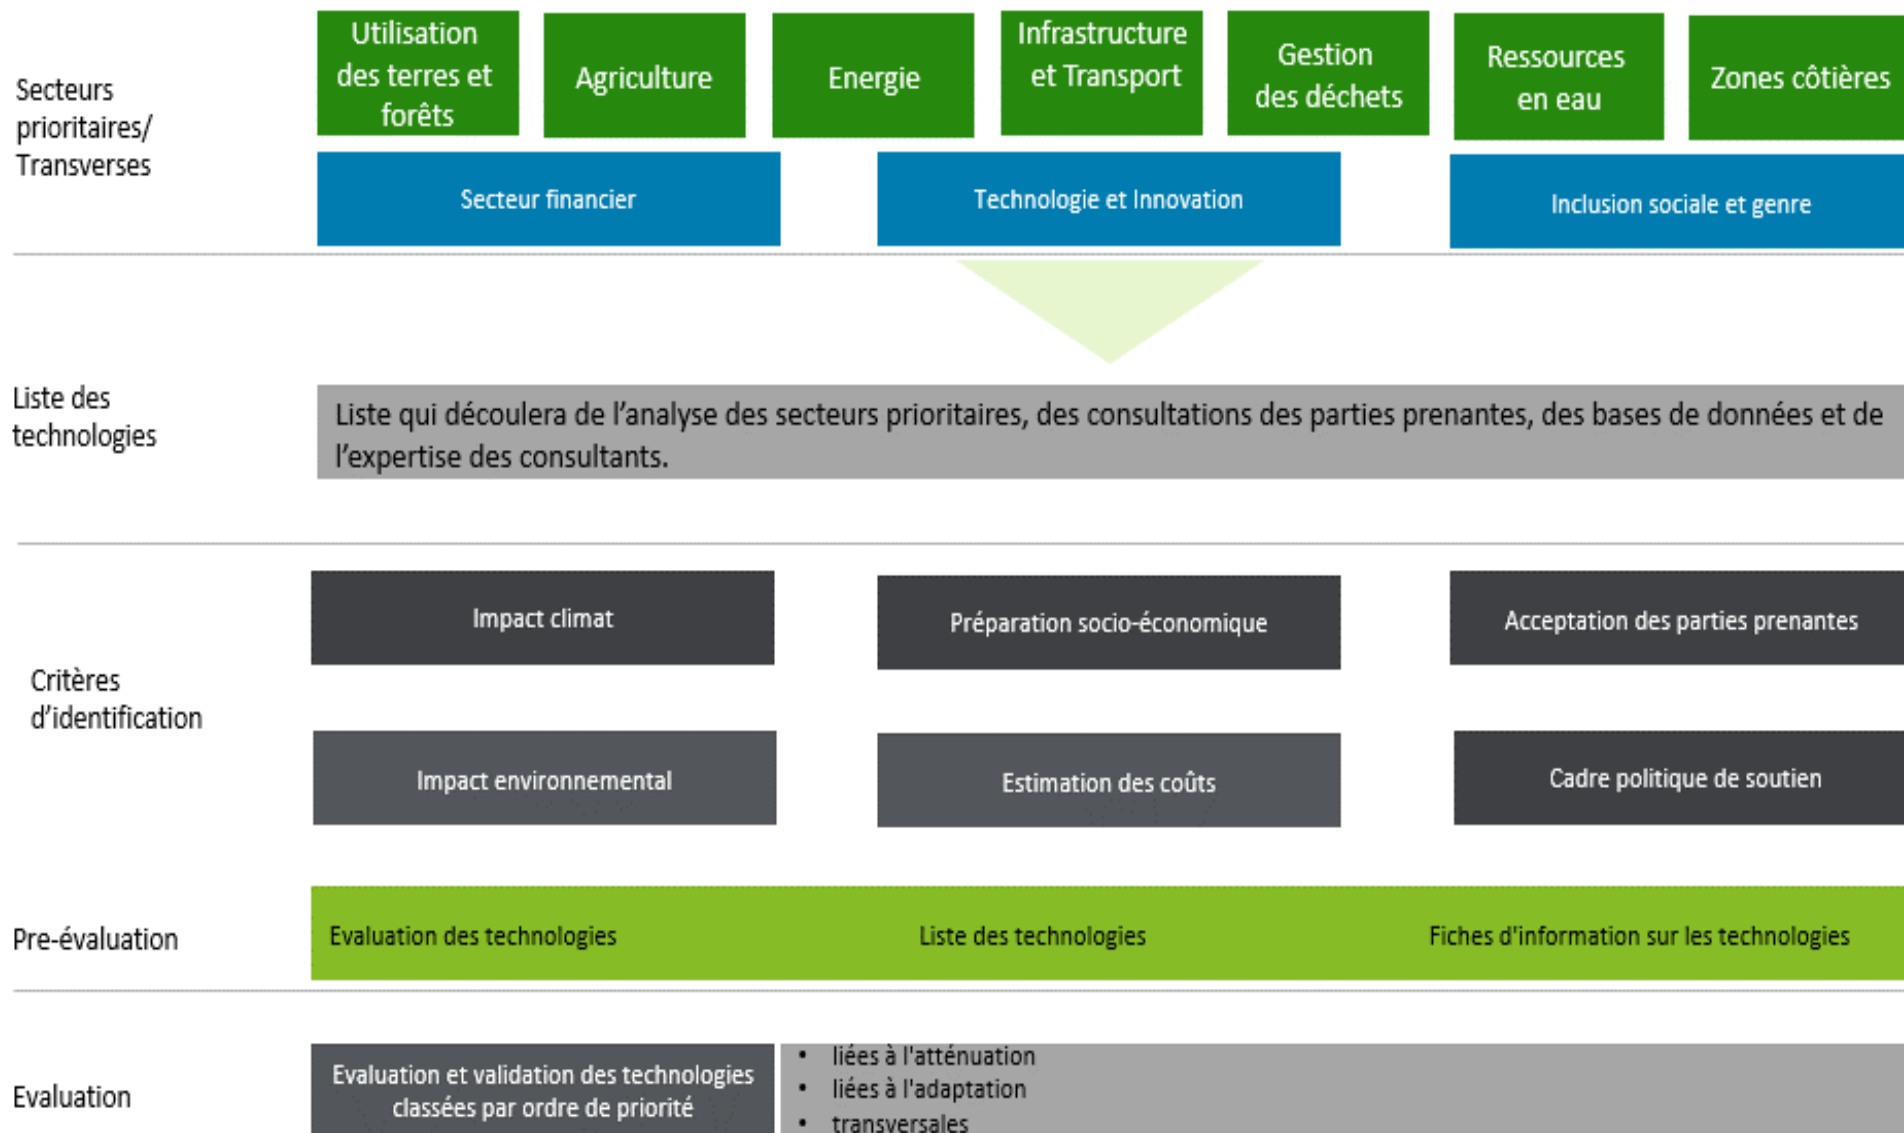 Secteurs
prioritaires/
Transverses
Utilisation
des terres et
forêts
Agriculture
Energie
Infrastructure
et Transport
Gestion
des déchets
Ressources
en eau
Zones côtières
Secteur financier
Technologie et Innovation
Inclusion sociale et genre
Liste des
technologies
Liste qui découlera de l'analyse des secteurs prioritaires, des consultations des parties prenantes, des bases de données et de
l'expertise des consultants.
Critères
d'identification
Impact climat
Préparation socio-économique
Acceptation des parties prenantes
Impact environnemental
Estimation des coûts
Cadre politique de soutien
Pre-évaluation
Evaluation des technologies
Liste des technologies
Fiches d'information sur les technologies
Evaluation
Evaluation et validation des technologies
classées par ordre de priorité
• liées à l'atténuation
• liées à l'adaptation
• transversales